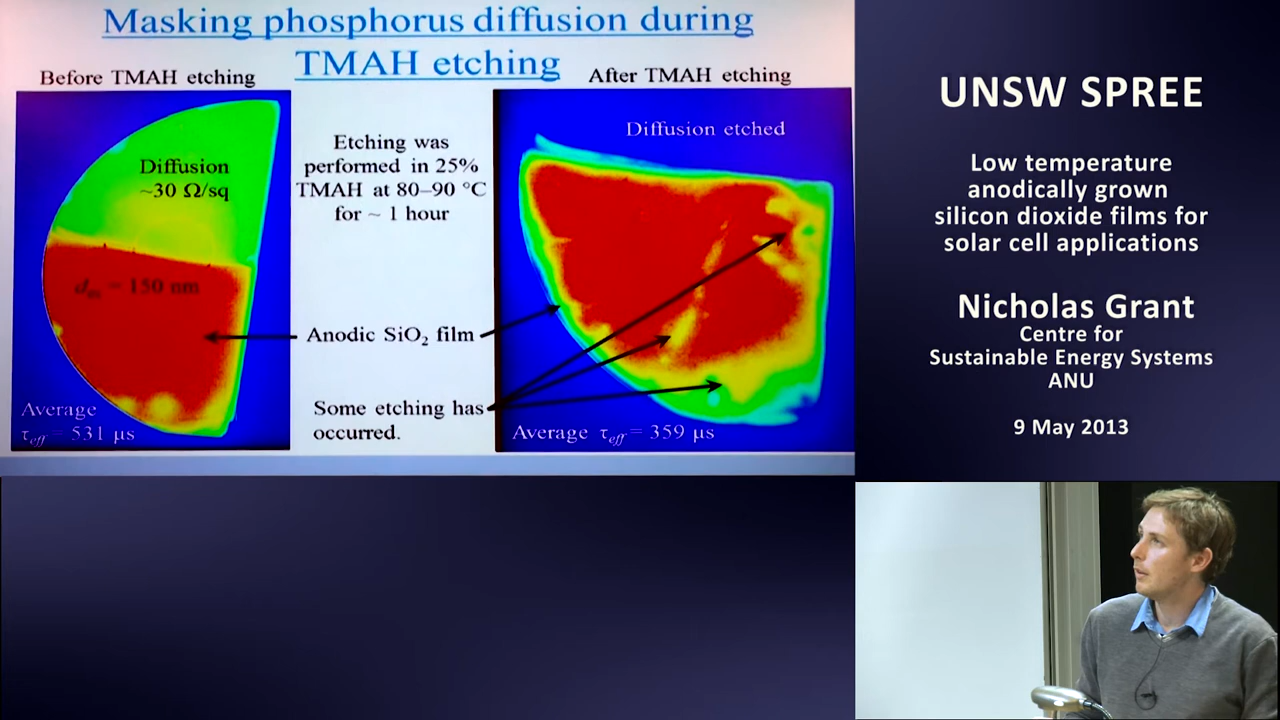 Masking phosphorus diffusion during
TMAH etching
Before TMAH etching
After TMAH etching
Diffusion
~30 Ω/sq
Etching was
performed in 25%
TMAH at 80–90 °C
for ~ 1 hour
Diffusion etched
= 150 nm
Anodic SiO₂ film
Some etching has
occurred.
Average
τeff = 531 µs
Average τeff = 359 µs
UNSW SPREE
Low temperature
anodically grown
silicon dioxide films for
solar cell applications
Nicholas Grant
Centre for
Sustainable Energy Systems
ANU
9 May 2013